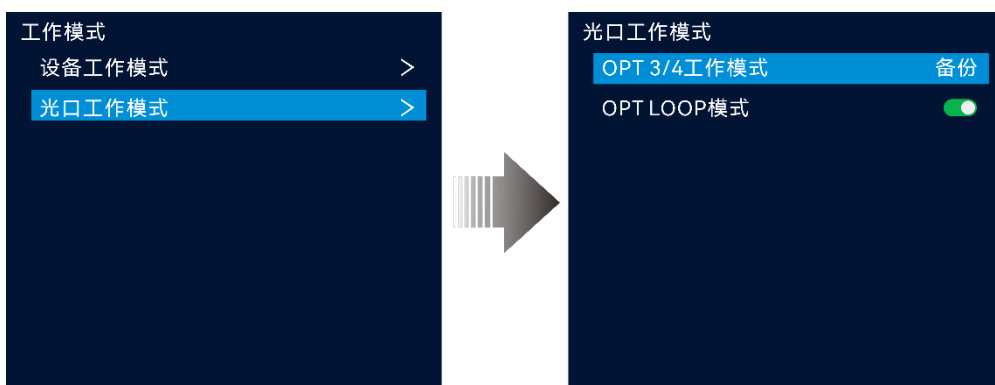 工作模式
设备工作模式 >
光口工作模式 >
光口工作模式
OPT 3/4工作模式 备份
OPT LOOP模式